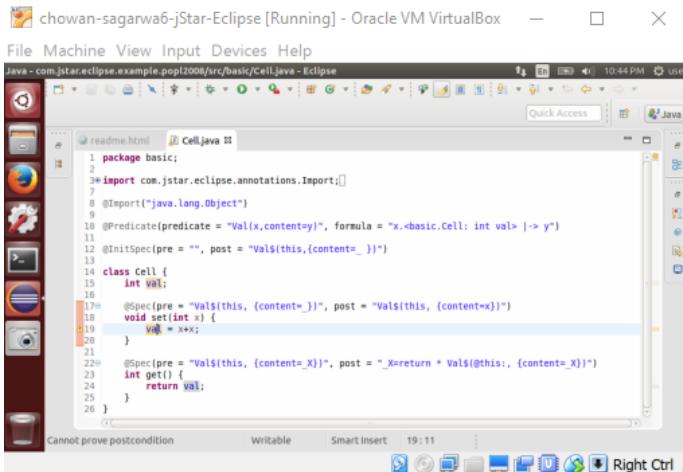 chowan-sagarwa6-jStar-Eclipse [Running] - Oracle VM VirtualBox
File Machine View Input Devices Help
Java - com.jstar.eclipse.example.popl2008/src/basic/Cell.java - Eclipse
En
10:44 PM
use
Quick Access
Java
readme.html
Cell.java
1 package basic;
2
3 import com.jstar.eclipse.annotations.Import;
7
8 @Import("java.lang.Object")
9
10 @Predicate(predicate = "Val(x,content=y)", formula = "x.<basic.Cell: int val> |-> y")
11
12 @InitSpec(pre = "", post = "Val$(this,{content=_ })")
13
14 class Cell {
15 int val;
16
17 @Spec(pre = "Val$(this, {content=_})", post = "Val$(this, {content=x})")
18 void set(int x) {
19 val = x+x;
20 }
21
22 @Spec(pre = "Val$(this, {content=_X})", post = "_X=return * Val$(@this:, {content=_X})")
23 int get() {
24 return val;
25 }
26 }
Cannot prove postcondition
Writable
Smart Insert
19 : 11
Right Ctrl